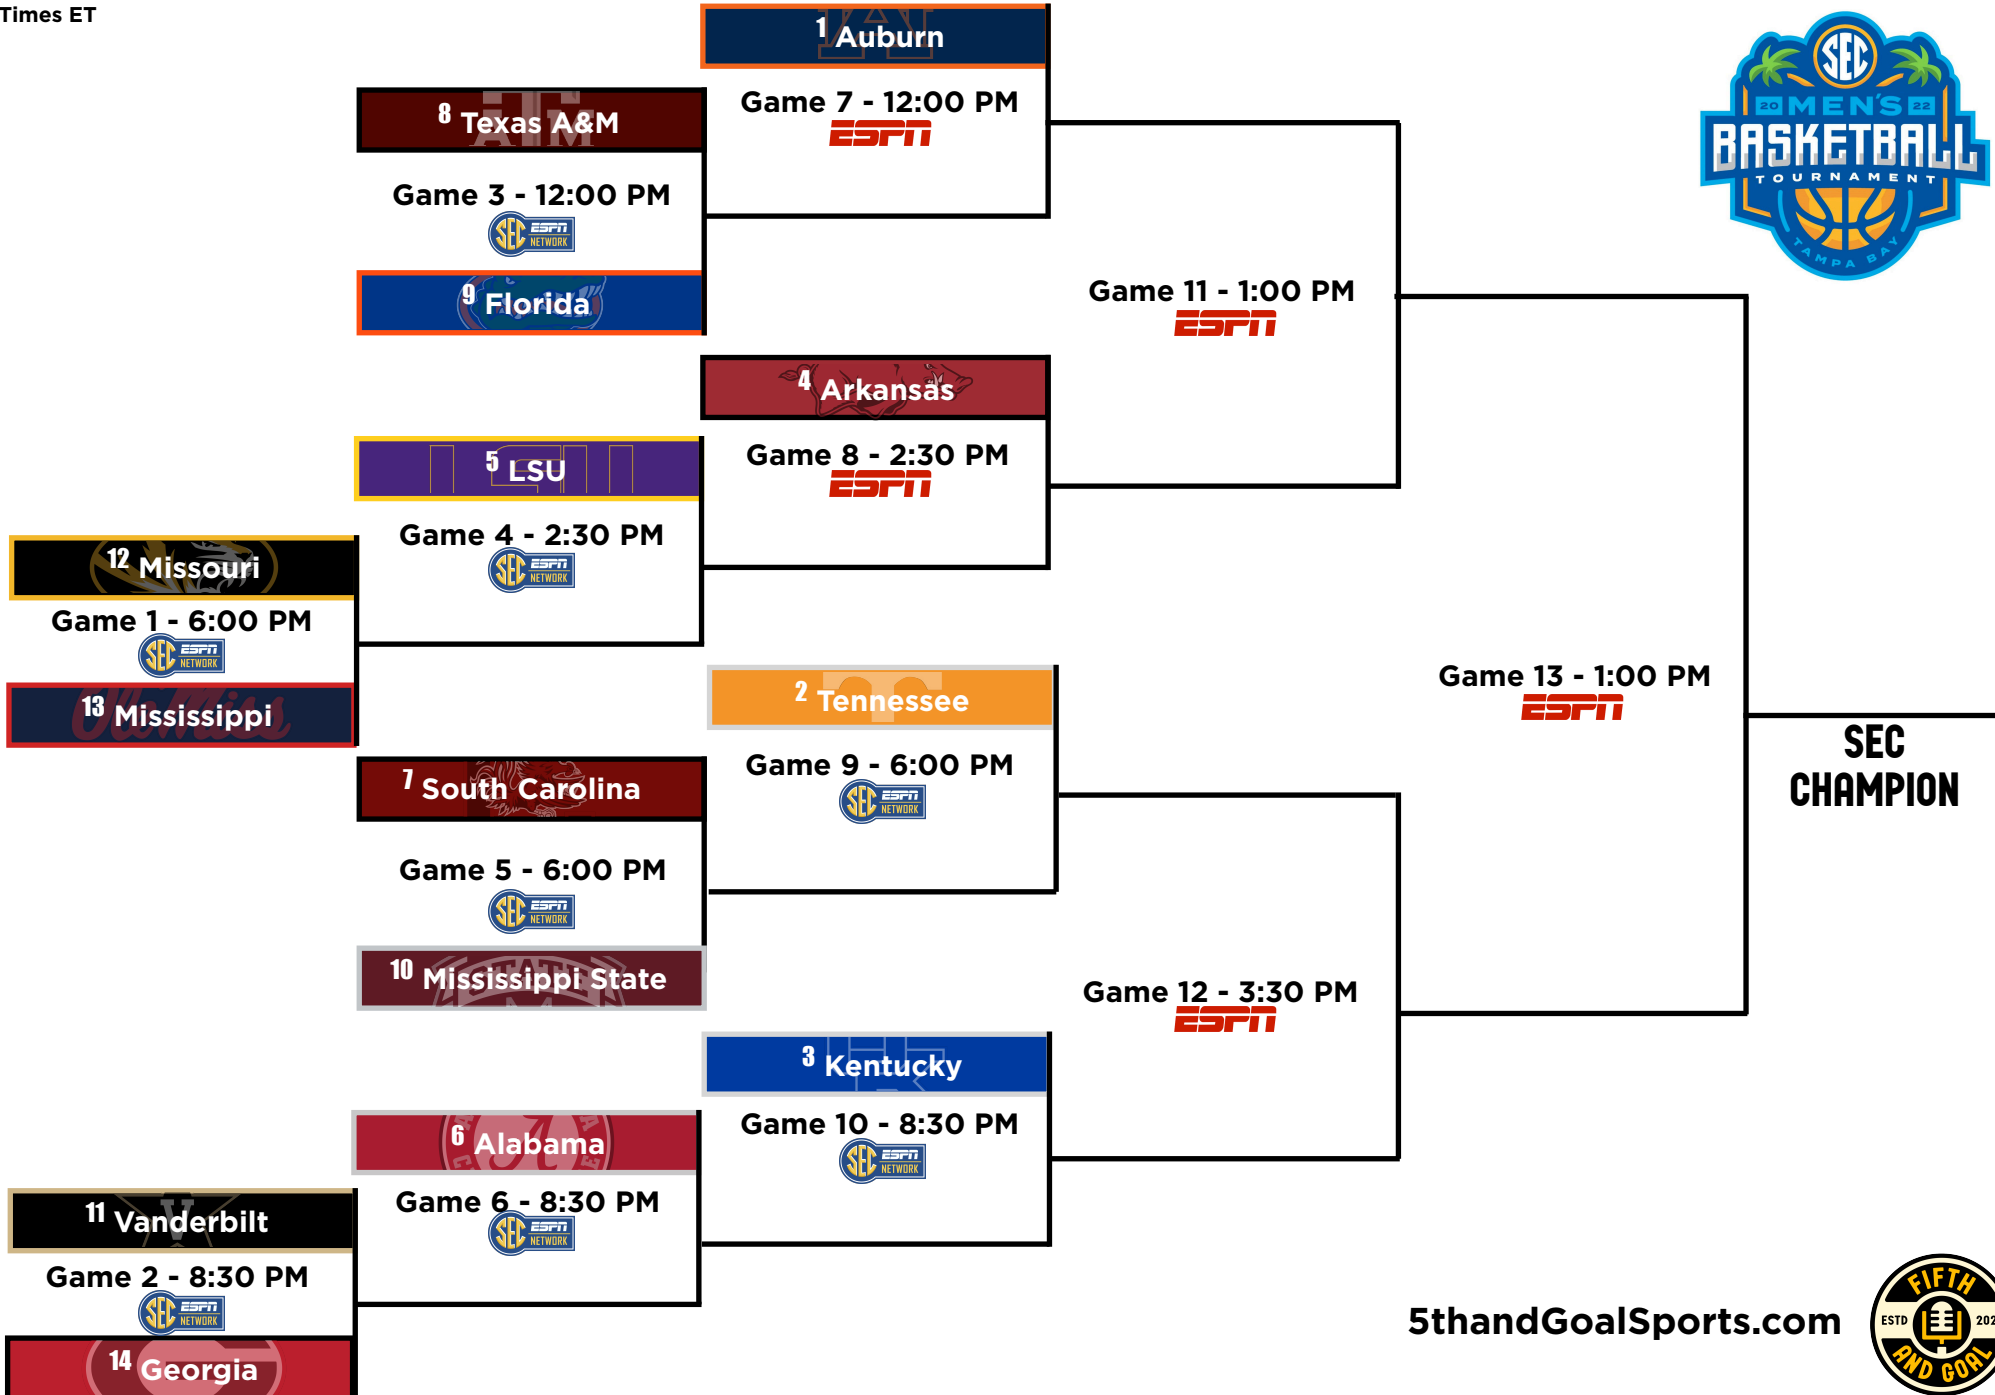 Times ET
1 Auburn
Game 7 - 12:00 PM
ESPN
8 Texas A&M
ATM
Game 3 - 12:00 PM
SEC ESPN NETWORK
9 Florida
SEC
20 MEN'S 22
BASKETBALL
TOURNAMENT
TAMPA BAY
Game 11 - 1:00 PM
ESPN
4 Arkansas
Game 8 - 2:30 PM
ESPN
5 LSU
LSU
Game 4 - 2:30 PM
SEC ESPN NETWORK
12 Missouri
Game 1 - 6:00 PM
SEC ESPN NETWORK
13 Mississippi
Ole Miss
2 Tennessee
T
Game 9 - 6:00 PM
SEC ESPN NETWORK
7 South Carolina
Game 5 - 6:00 PM
SEC ESPN NETWORK
10 Mississippi State
STATE
M
Game 13 - 1:00 PM
ESPN
SEC
CHAMPION
Game 12 - 3:30 PM
ESPN
3 Kentucky
Game 10 - 8:30 PM
SEC ESPN NETWORK
6 Alabama
A
Game 6 - 8:30 PM
SEC ESPN NETWORK
11 Vanderbilt
V
Game 2 - 8:30 PM
SEC ESPN NETWORK
14 Georgia
G
5thandGoalSports.com
FIFTH
ESTD 202
AND GOAL